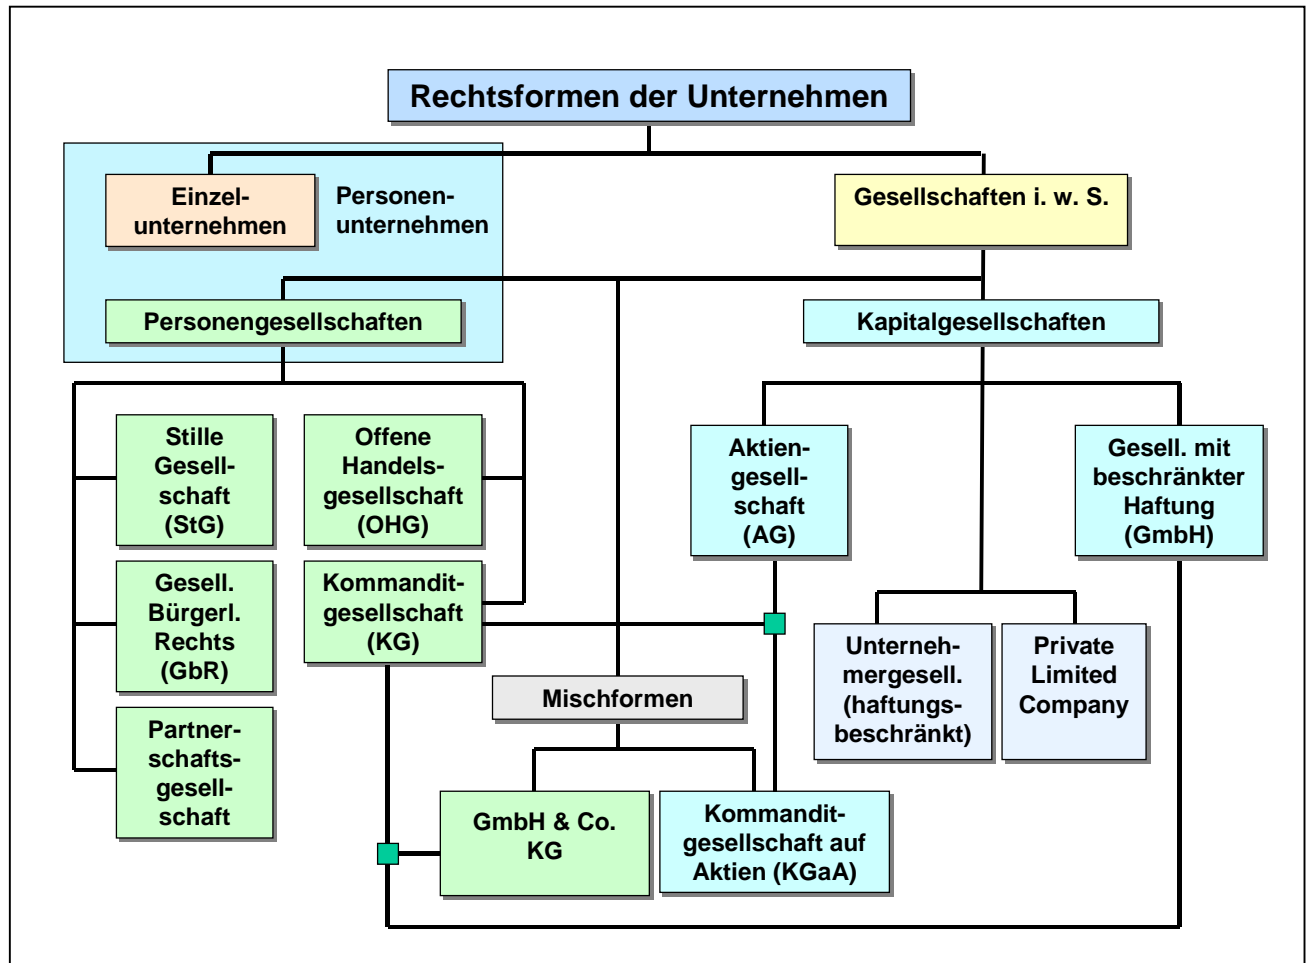 Rechtsformen der Unternehmen
Einzel-
unternehmen
Personen-
unternehmen
Gesellschaften i. w. S.
Personengesellschaften
Kapitalgesellschaften
Stille
Gesell-
schaft
(StG)
Offene
Handels-
gesellschaft
(OHG)
Aktien-
gesell-
schaft
(AG)
Gesell. mit
beschränkter
Haftung
(GmbH)
Gesell.
Bürgerl.
Rechts
(GbR)
Kommandit-
gesellschaft
(KG)
Unterneh-
mergesell.
(haftungs-
beschränkt)
Private
Limited
Company
Mischformen
Partner-
schafts-
gesell-
schaft
GmbH & Co.
KG
Kommandit-
gesellschaft auf
Aktien (KGaA)